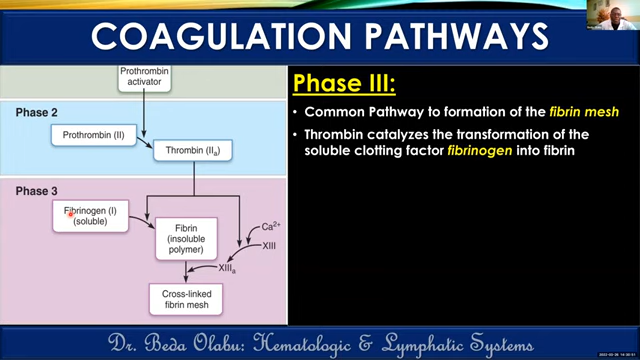 COAGULATION PATHWAYS
Prothrombin
activator
Phase 2
Prothrombin (II)
Thrombin (IIa)
Phase 3
Fibrinogen (I)
(soluble)
Fibrin
(insoluble
polymer)
Ca2+
XIII
XIIIa
Cross-linked
fibrin mesh
Phase III:
• Common Pathway to formation of the fibrin mesh
• Thrombin catalyzes the transformation of the
soluble clotting factor fibrinogen into fibrin
Dr. Beda Olabu: Hematologic & Lymphatic Systems